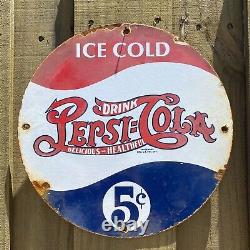 ICE COLD
DRINK
PEPSI-COLA
DELICIOUS-HEALTHFUL
5¢